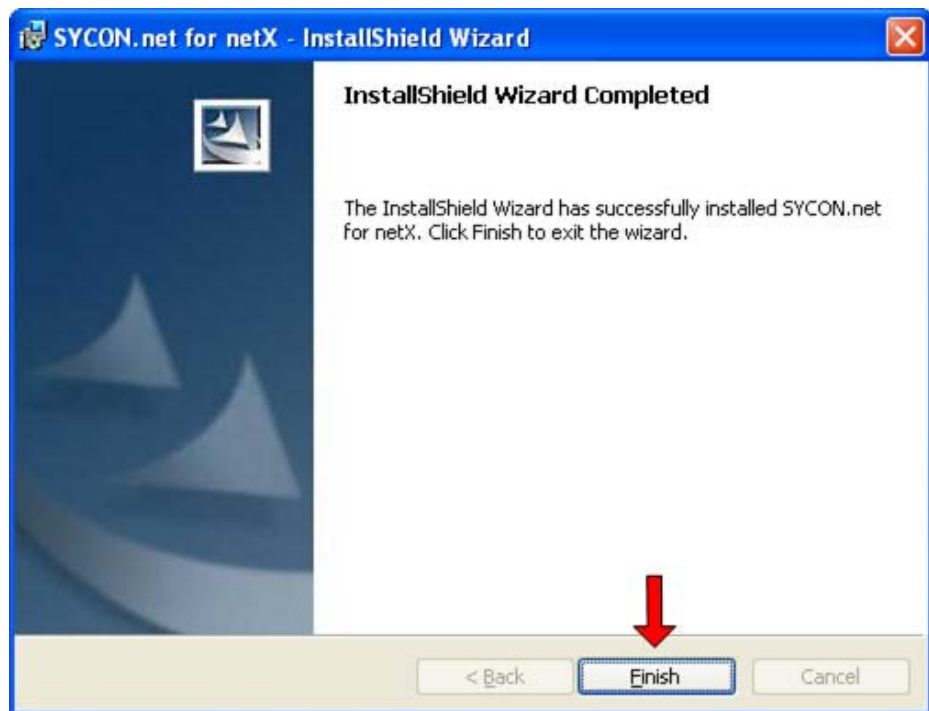 SYCON.net for netX - InstallShield Wizard
InstallShield Wizard Completed
The InstallShield Wizard has successfully installed SYCON.net
for netX. Click Finish to exit the wizard.
< Back
Finish
Cancel